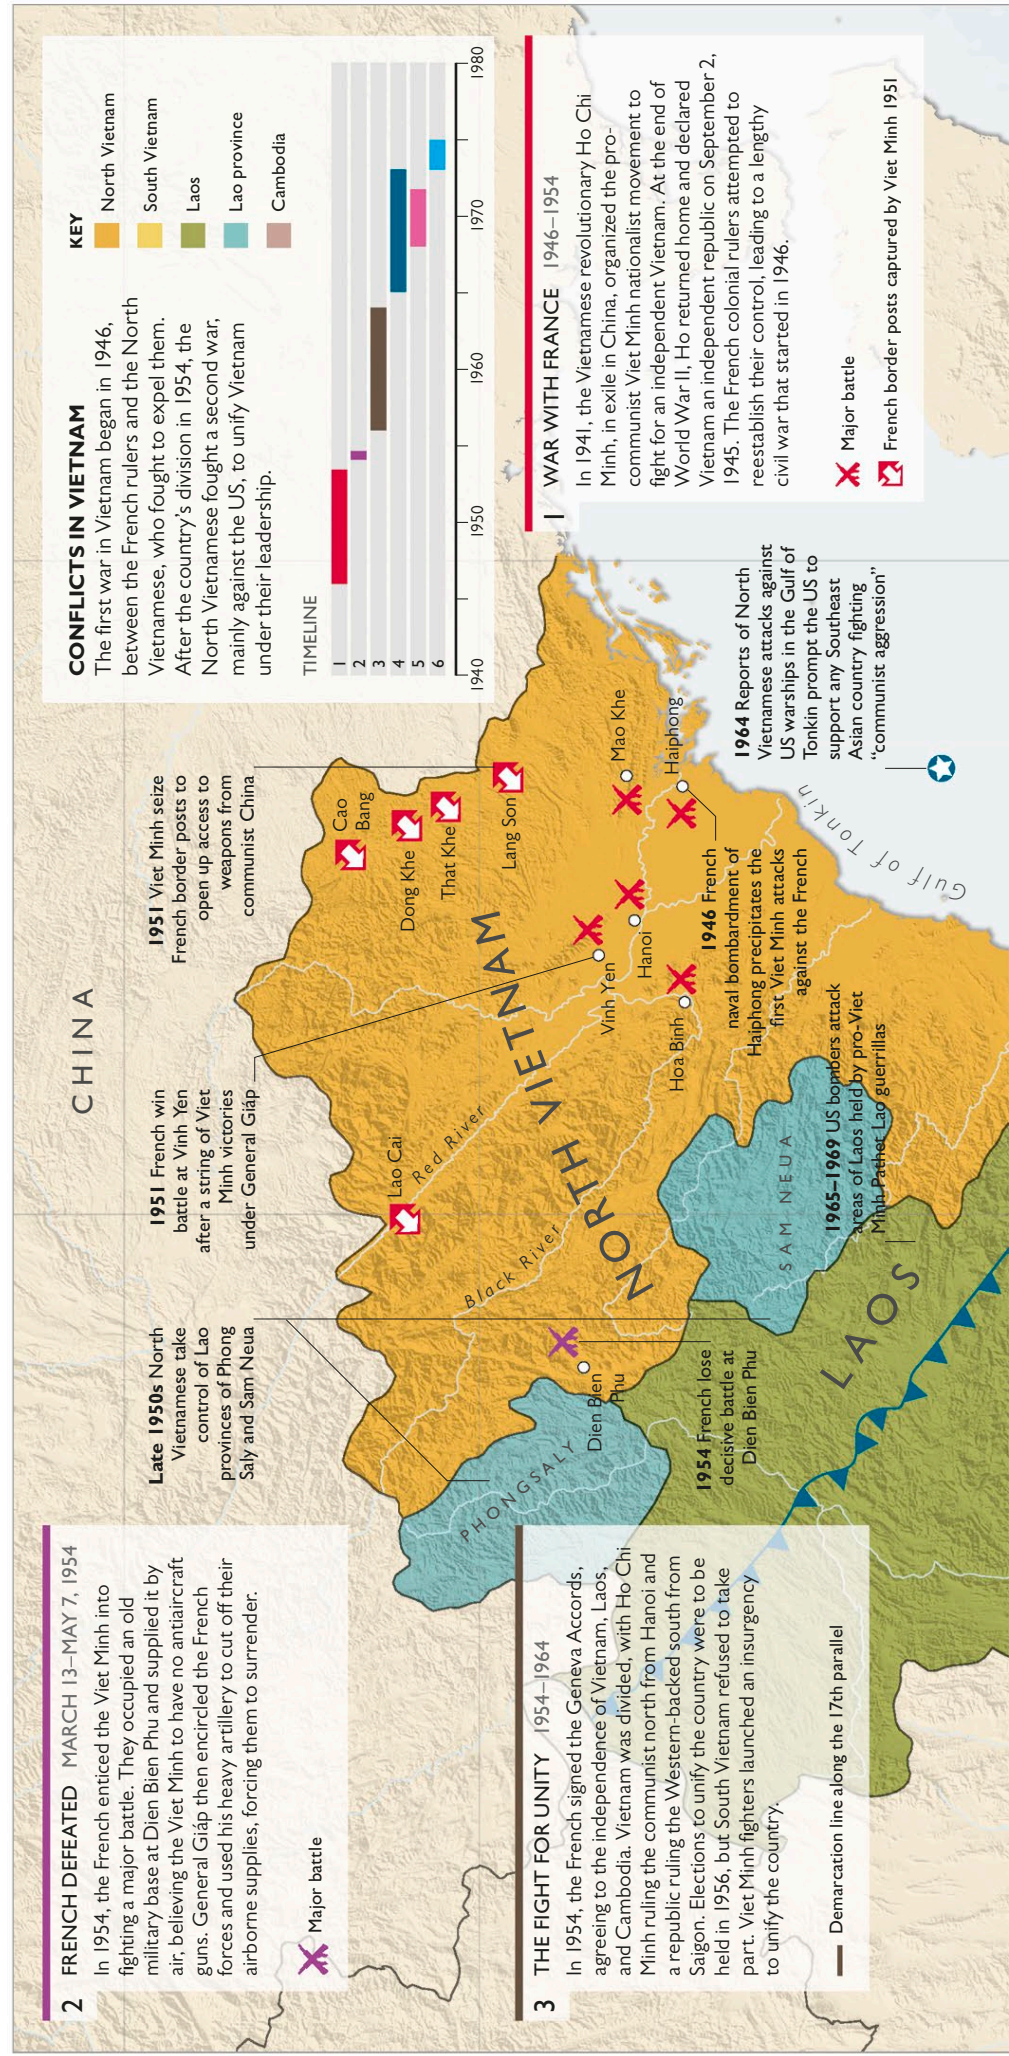 2 FRENCH DEFEATED MARCH 13–MAY 7, 1954
In 1954, the French enticed the Viet Minh into
fighting a major battle. They occupied an old
military base at Dien Bien Phu and supplied it by
air, believing the Viet Minh to have no antiaircraft
guns. General Giáp then encircled the French
forces and used his heavy artillery to cut off their
airborne supplies, forcing them to surrender.
Major battle
3 THE FIGHT FOR UNITY 1954–1964
In 1954, the French signed the Geneva Accords,
agreeing to the independence of Vietnam, Laos,
and Cambodia. Vietnam was divided, with Ho Chi
Minh ruling the communist north from Hanoi and
a republic ruling the Western-backed south from
Saigon. Elections to unify the country were to be
held in 1956, but South Vietnam refused to take
part. Viet Minh fighters launched an insurgency
to unify the country.
Demarcation line along the 17th parallel
CHINA
Late 1950s North
Vietnamese take
control of Lao
provinces of Phong
Saly and Sam Neua
1951 French win
battle at Vinh Yen
after a string of Viet
Minh victories
under General Giáp
1951 Viet Minh seize
French border posts to
open up access to
weapons from
communist China
Cao
Bang
Dong Khe
That Khe
Lang Son
Lao Cai
Red River
Black River
NORTH VIETNAM
PHONGSALY
Dien Bien
Phu
Vinh Yen
Hanoi
Hoa Binh
Mao Khe
Haiphong
1954 French lose
decisive battle at
Dien Bien Phu
SAM NEUA
LAOS
1965–1969 US bombers attack
areas of Laos held by pro-Viet
Minh Pathet Lao guerrillas
1946 French
naval bombardment of
Haiphong precipitates the
first Viet Minh attacks
against the French
Gulf of Tonkin
1964 Reports of North
Vietnamese attacks against
US warships in the Gulf of
Tonkin prompt the US to
support any Southeast
Asian country fighting
“communist aggression”
CONFLICTS IN VIETNAM
The first war in Vietnam began in 1946,
between the French rulers and the North
Vietnamese, who fought to expel them.
After the country’s division in 1954, the
North Vietnamese fought a second war,
mainly against the US, to unify Vietnam
under their leadership.
KEY
North Vietnam
South Vietnam
Laos
Lao province
Cambodia
TIMELINE
1
2
3
4
5
6
1940 1950 1960 1970 1980
1 WAR WITH FRANCE 1946–1954
In 1941, the Vietnamese revolutionary Ho Chi
Minh, in exile in China, organized the pro-
communist Viet Minh nationalist movement to
fight for an independent Vietnam. At the end of
World War II, Ho returned home and declared
Vietnam an independent republic on September 2,
1945. The French colonial rulers attempted to
reestablish their control, leading to a lengthy
civil war that started in 1946.
Major battle
French border posts captured by Viet Minh 1951